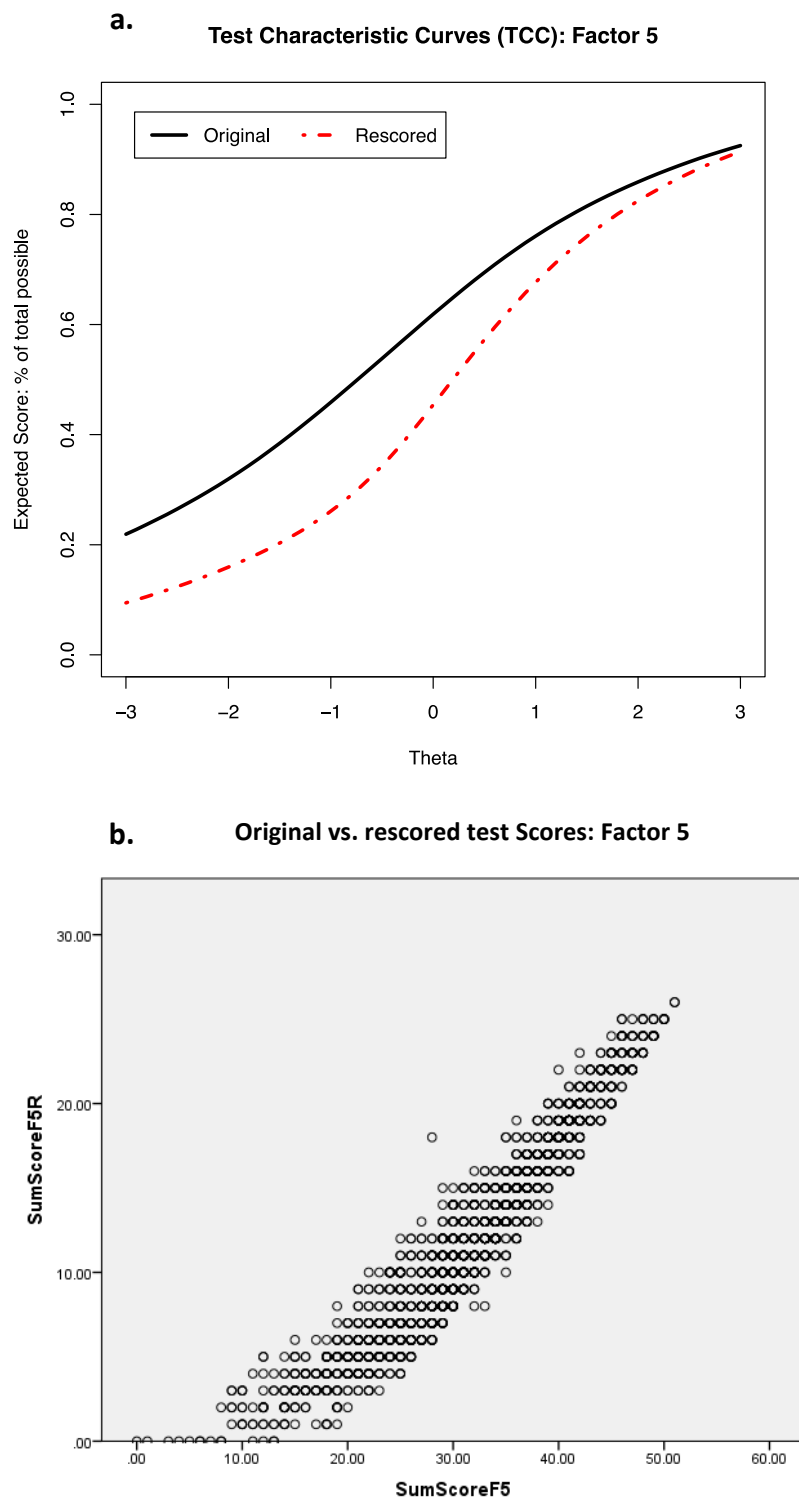 a.
Test Characteristic Curves (TCC): Factor 5
1.0
Original
Rescored
0.8
0.6
0.4
0.2
0.0
Expected Score: % of total possible
−3
−2
−1
0
1
2
3
Theta
b.
Original vs. rescored test Scores: Factor 5
30.00
20.00
10.00
.00
SumScoreF5R
.00
10.00
20.00
30.00
40.00
50.00
60.00
SumScoreF5